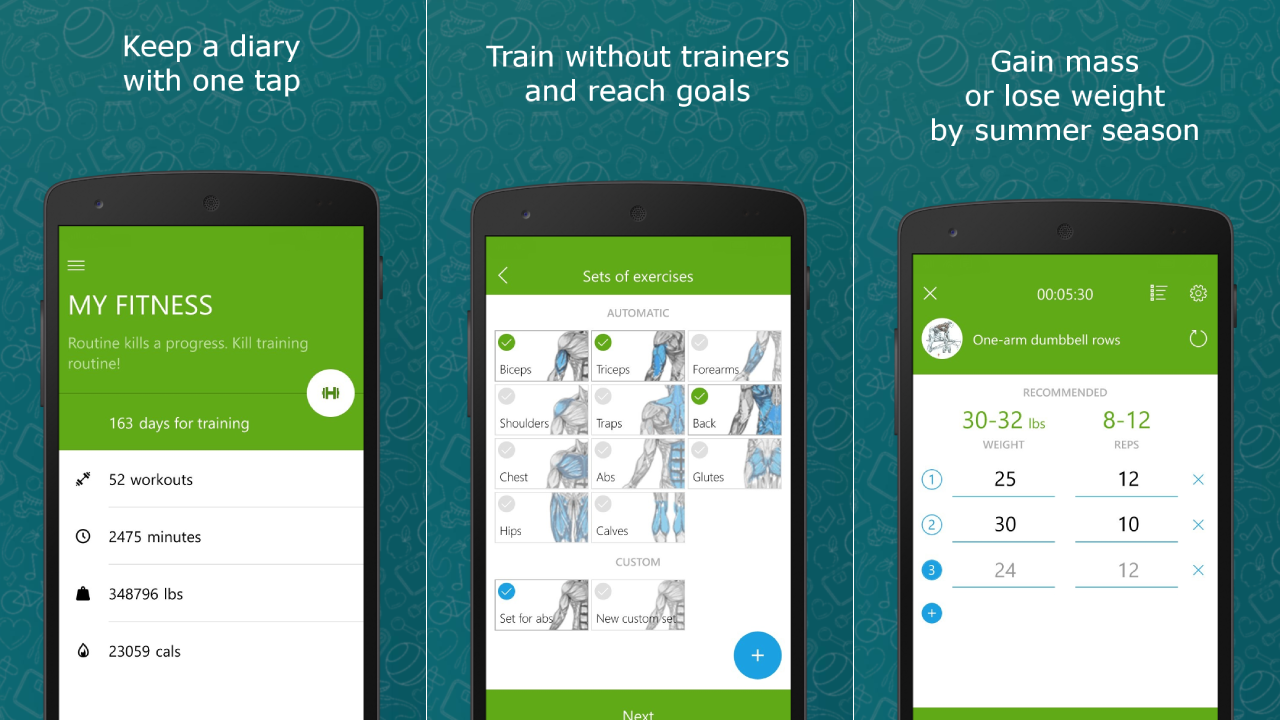 Keep a diary
with one tap
MY FITNESS
Routine kills a progress. Kill training
routine!
163 days for training
52 workouts
2475 minutes
348796 lbs
23059 cals
Train without trainers
and reach goals
Sets of exercises
AUTOMATIC
Biceps Triceps Forearms
Shoulders Traps Back
Chest Abs Glutes
Hips Calves
CUSTOM
Set for abs New custom set
+
Next
Gain mass
or lose weight
by summer season
00:05:30
One-arm dumbbell rows
RECOMMENDED
30-32 lbs 8-12
WEIGHT REPS
1 25 12 ×
2 30 10 ×
3 24 12 ×
+